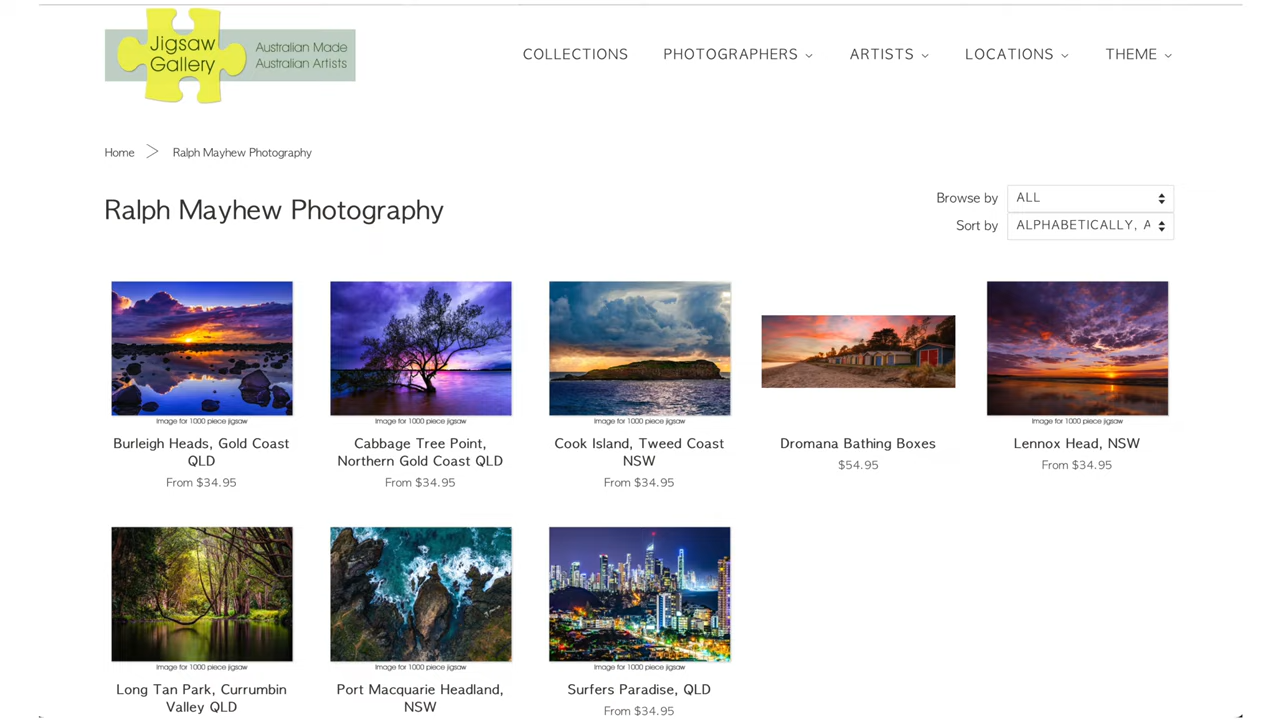 Jigsaw
Gallery
Australian Made
Australian Artists
COLLECTIONS
PHOTOGRAPHERS
ARTISTS
LOCATIONS
THEME
Home > Ralph Mayhew Photography
Ralph Mayhew Photography
Browse by ALL
Sort by ALPHABETICALLY, A
Image for 1000 piece jigsaw
Burleigh Heads, Gold Coast
QLD
From $34.95
Image for 1000 piece jigsaw
Cabbage Tree Point,
Northern Gold Coast QLD
From $34.95
Image for 1000 piece jigsaw
Cook Island, Tweed Coast
NSW
From $34.95
Dromana Bathing Boxes
$54.95
Image for 1000 piece jigsaw
Lennox Head, NSW
From $34.95
Image for 1000 piece jigsaw
Long Tan Park, Currumbin
Valley QLD
Image for 1000 piece jigsaw
Port Macquarie Headland,
NSW
Image for 1000 piece jigsaw
Surfers Paradise, QLD
From $34.95